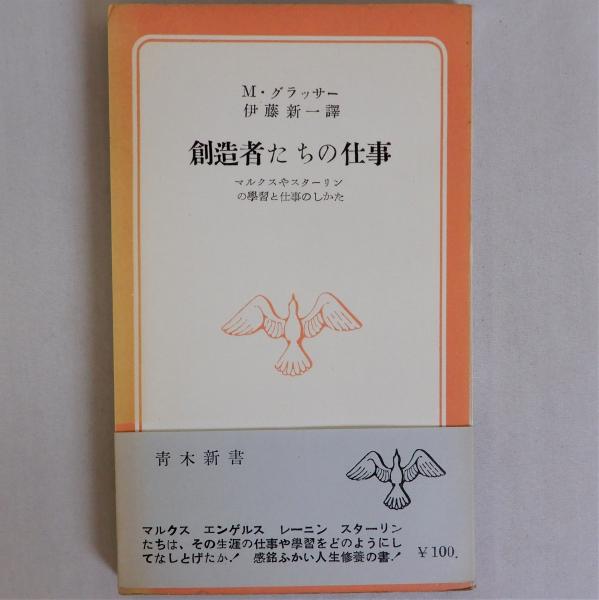 M・グラッサー
伊藤新一譯
創造者たちの仕事
マルクスやスターリン
の學習と仕事のしかた
青木新書
マルクス エンゲルス レーニン スターリン
たちは、その生涯の仕事や學習をどのようにし
てなしとげたか！ 感銘ふかい人生修養の書！
￥100.